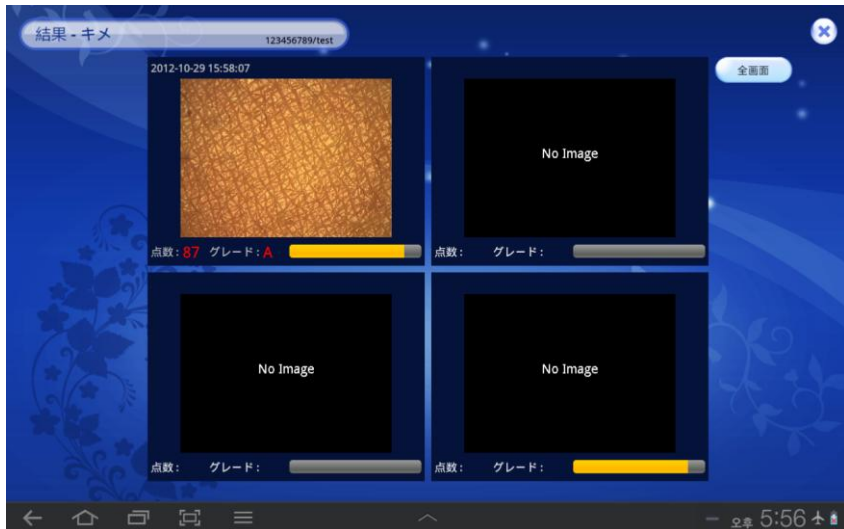 結果 - キメ
123456789/test
全画面
2012-10-29 15:58:07
No Image
点数: 87 グレード: A
点数: グレード:
No Image
No Image
点数: グレード:
点数: グレード:
오후 5:56